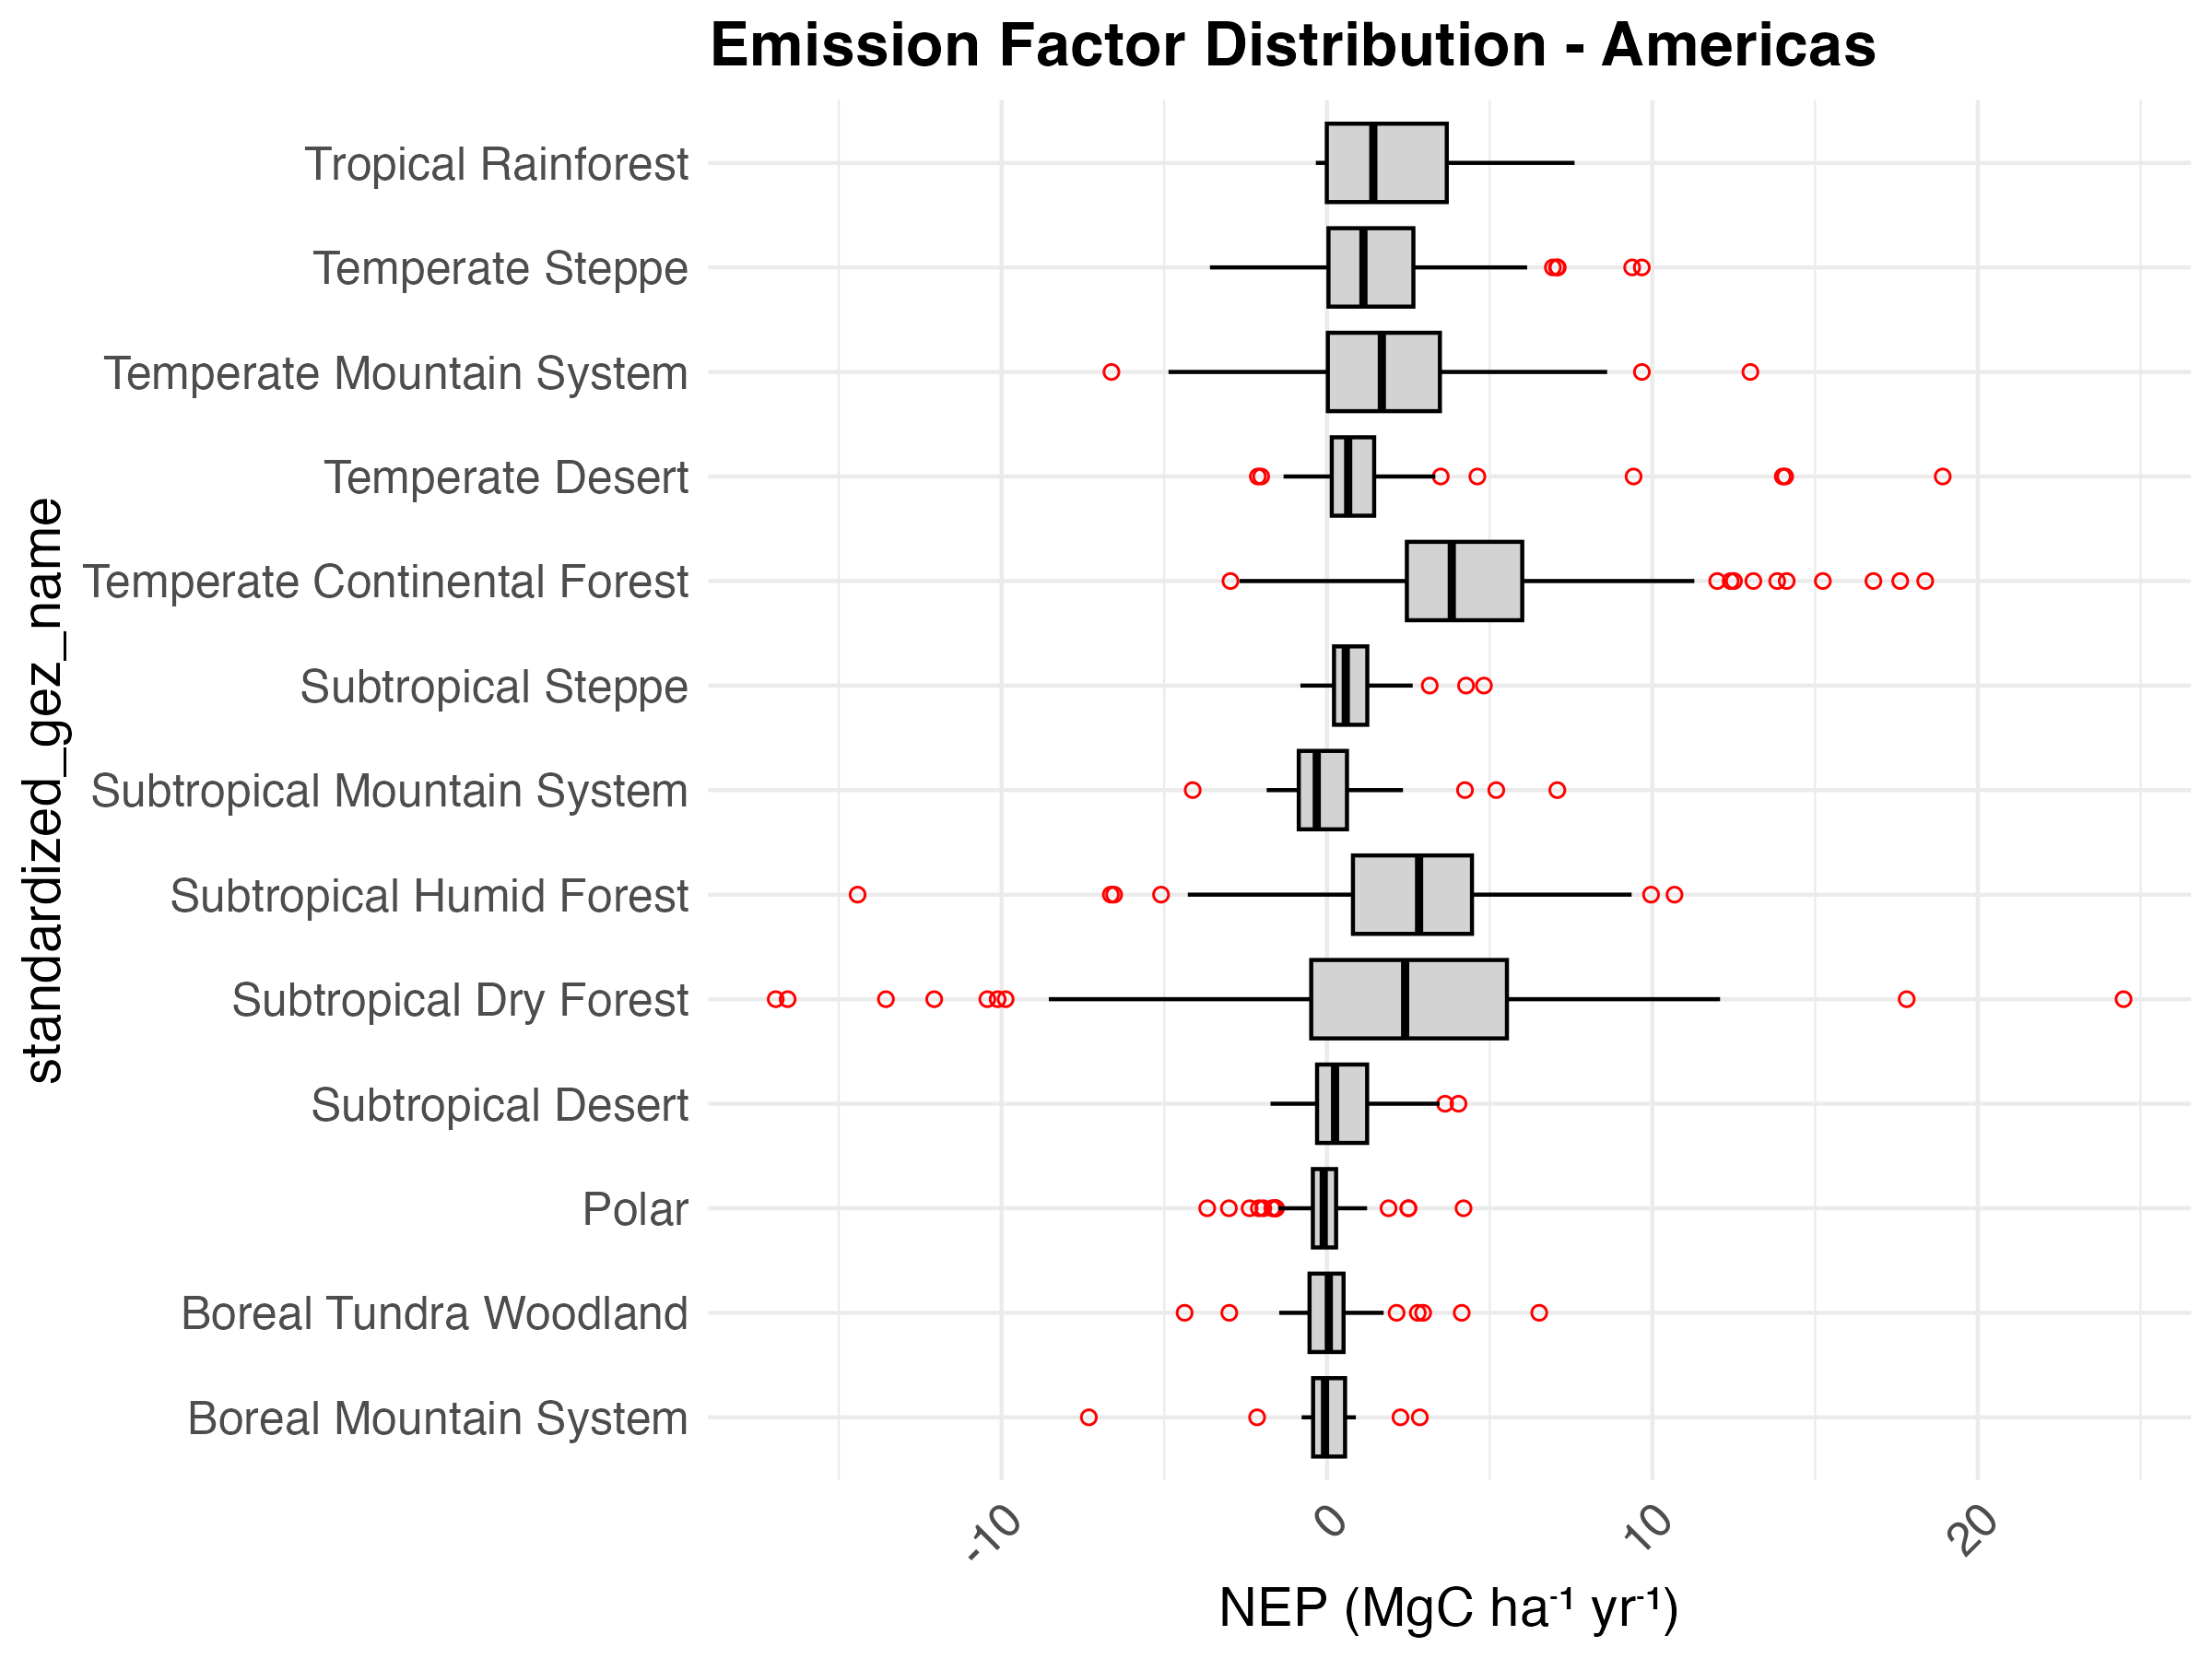 Emission Factor Distribution - Americas
standardized_gez_name
Tropical Rainforest
Temperate Steppe
Temperate Mountain System
Temperate Desert
Temperate Continental Forest
Subtropical Steppe
Subtropical Mountain System
Subtropical Humid Forest
Subtropical Dry Forest
Subtropical Desert
Polar
Boreal Tundra Woodland
Boreal Mountain System
-10
0
10
20
NEP (MgC ha⁻¹ yr⁻¹)